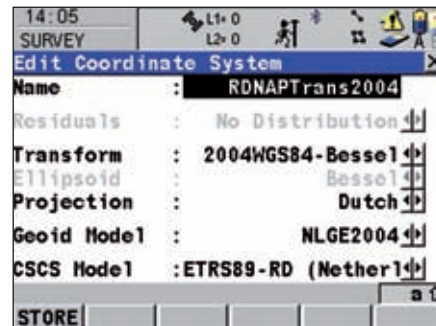 14:05
L1= 0
SURVEY
L2= 0
Edit Coordinate System
Name : RDNAPTrans2004
Residuals : No Distribution
Transform : 2004WGS84-Bessel
Ellipsoid : Bessel
Projection : Dutch
Geoid Model : NLGE2004
CSCS Model :ETRS89-RD (Netherl
a
STORE